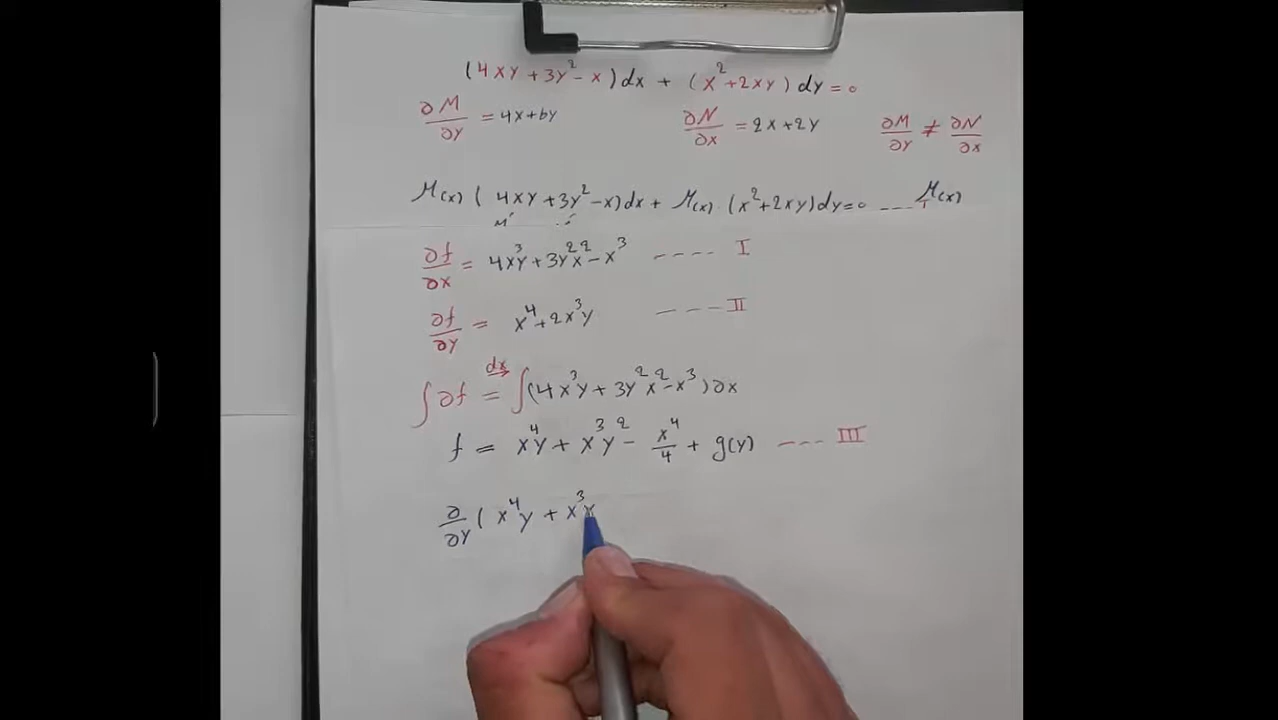 (4xy + 3y² - x) dx + (x² + 2xy) dy = 0
∂M/∂y = 4x + 6y ∂N/∂x = 2x + 2y ∂M/∂y ≠ ∂N/∂x
M(x) (4xy + 3y² - x) dx + M(x) (x² + 2xy) dy = 0 ---- M(x)
∂f/∂x = 4x³y + 3y²x² - x³ ---- I
∂f/∂y = x⁴ + 2x³y ---- II
∫∂f =dx→ ∫(4x³y + 3y²x² - x³) ∂x
f = x⁴y + x³y² - x⁴/4 + g(y) --- III
∂/∂y ( x⁴y + x³y